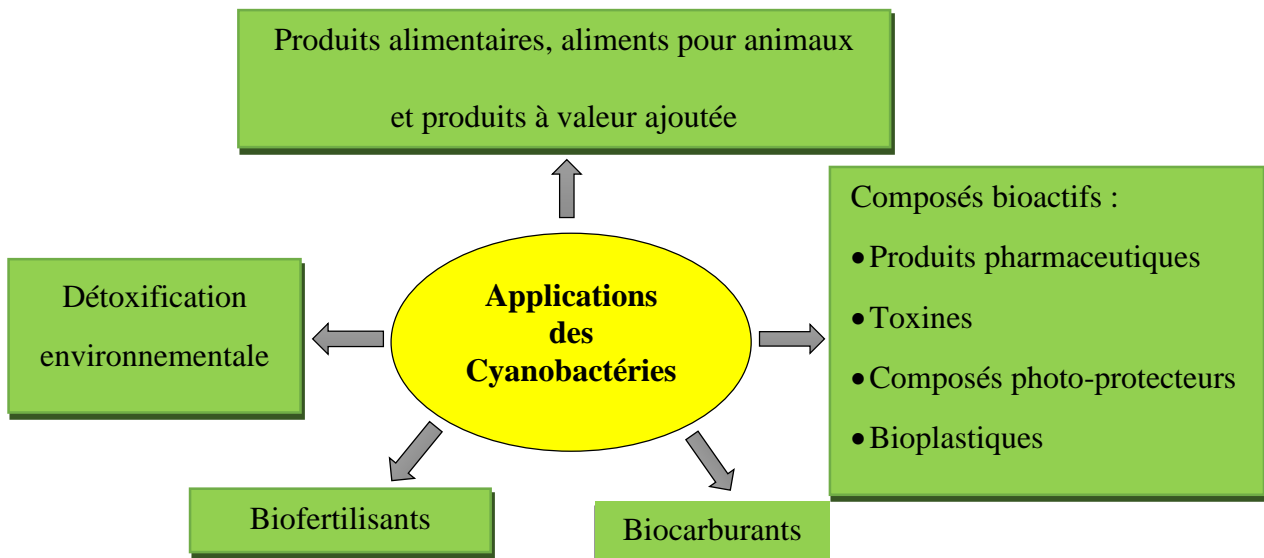 Produits alimentaires, aliments pour animaux
et produits à valeur ajoutée
Composés bioactifs :
•Produits pharmaceutiques
•Toxines
•Composés photo-protecteurs
•Bioplastiques
Détoxification
environnementale
Applications
des
Cyanobactéries
Biofertilisants
Biocarburants